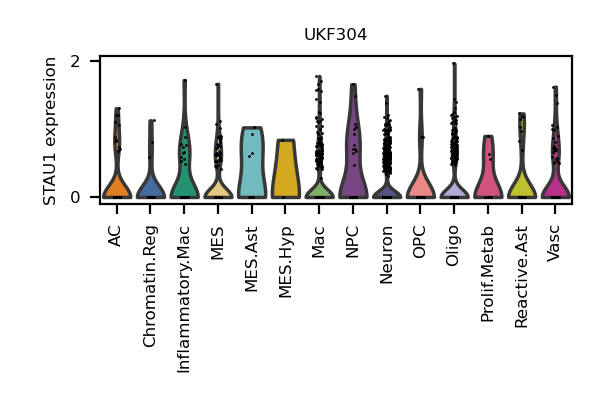 UKF304
STAU1 expression
2
0
AC
Chromatin.Reg
Inflammatory.Mac
MES
MES.Ast
MES.Hyp
Mac
NPC
Neuron
OPC
Oligo
Prolif.Metab
Reactive.Ast
Vasc